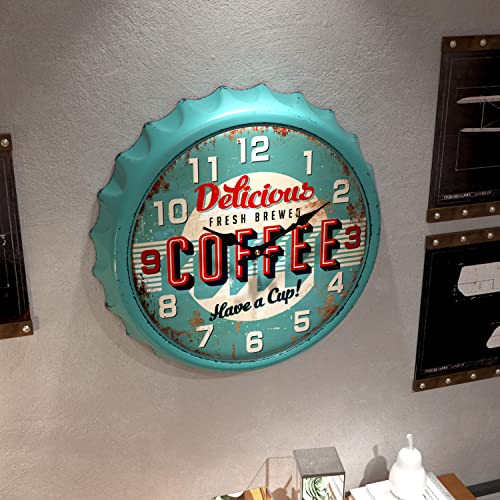 12
11 1
Delicious
10 2
FRESH BREWED
9 COFFEE 3
8 4
Have a Cup!
7 5
6